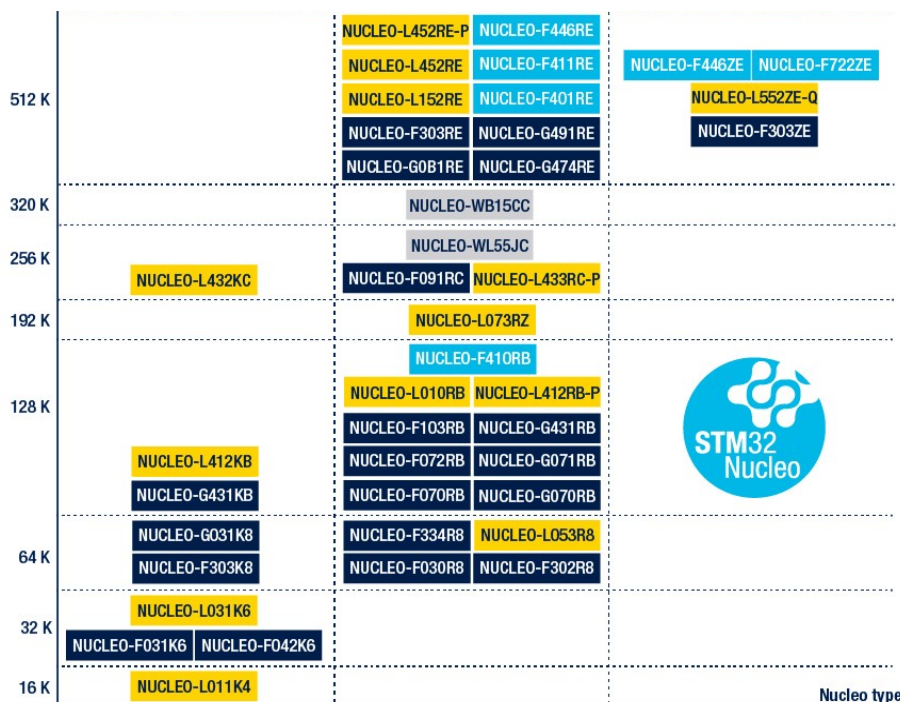 NUCLEO-L452RE-P NUCLEO-F446RE
NUCLEO-L452RE NUCLEO-F411RE NUCLEO-F446ZE NUCLEO-F722ZE
512 K NUCLEO-L152RE NUCLEO-F401RE NUCLEO-L552ZE-Q
NUCLEO-F303RE NUCLEO-G491RE NUCLEO-F303ZE
NUCLEO-G0B1RE NUCLEO-G474RE
320 K NUCLEO-WB15CC
256 K NUCLEO-WL55JC
NUCLEO-L432KC NUCLEO-F091RC NUCLEO-L433RC-P
192 K NUCLEO-L073RZ
NUCLEO-F410RB
128 K NUCLEO-L010RB NUCLEO-L412RB-P
NUCLEO-F103RB NUCLEO-G431RB
STM32
NUCLEO-L412KB NUCLEO-F072RB NUCLEO-G071RB
Nucleo
NUCLEO-G431KB NUCLEO-F070RB NUCLEO-G070RB
NUCLEO-G031K8 NUCLEO-F334R8 NUCLEO-L053R8
64 K NUCLEO-F303K8 NUCLEO-F030R8 NUCLEO-F302R8
NUCLEO-L031K6
32 K NUCLEO-F031K6 NUCLEO-F042K6
16 K NUCLEO-L011K4
Nucleo type